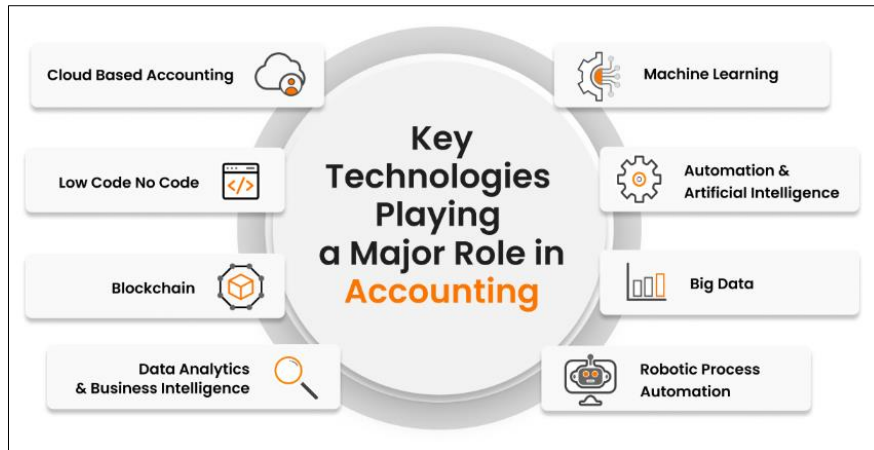 Key
Technologies
Playing
a Major Role in
Accounting
Cloud Based Accounting
Low Code No Code
</>
Blockchain
Data Analytics
& Business Intelligence
Machine Learning
Automation &
Artificial Intelligence
Big Data
Robotic Process
Automation